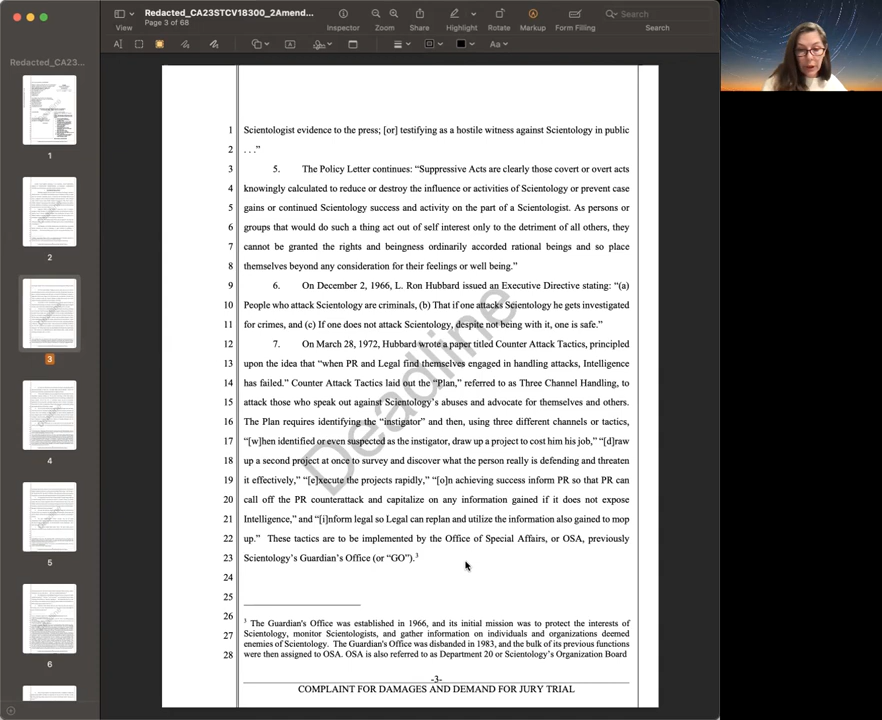 Redacted_CA23STCV18300_2Amend...
Page 3 of 68
View
Inspector
Zoom
Share
Highlight
Rotate
Markup
Form Filling
Search
Search
Aa
Redacted_CA23...
1
2
3
4
5
6
1 Scientologist evidence to the press; [or] testifying as a hostile witness against Scientology in public
2 . . .”
3 5. The Policy Letter continues: “Suppressive Acts are clearly those covert or overt acts
4 knowingly calculated to reduce or destroy the influence or activities of Scientology or prevent case
5 gains or continued Scientology success and activity on the part of a Scientologist. As persons or
6 groups that would do such a thing act out of self interest only to the detriment of all others, they
7 cannot be granted the rights and beingness ordinarily accorded rational beings and so place
8 themselves beyond any consideration for their feelings or well being.”
9 6. On December 2, 1966, L. Ron Hubbard issued an Executive Directive stating: “(a)
10 People who attack Scientology are criminals, (b) That if one attacks Scientology he gets investigated
11 for crimes, and (c) If one does not attack Scientology, despite not being with it, one is safe.”
12 7. On March 28, 1972, Hubbard wrote a paper titled Counter Attack Tactics, principled
13 upon the idea that “when PR and Legal find themselves engaged in handling attacks, Intelligence
14 has failed.” Counter Attack Tactics laid out the “Plan,” referred to as Three Channel Handling, to
15 attack those who speak out against Scientology’s abuses and advocate for themselves and others.
16 The Plan requires identifying the “instigator” and then, using three different channels or tactics,
17 “[w]hen identified or even suspected as the instigator, draw up a project to cost him his job,” “[d]raw
18 up a second project at once to survey and discover what the person really is defending and threaten
19 it effectively,” “[e]xecute the projects rapidly,” “[o]n achieving success inform PR so that PR can
20 call off the PR counterattack and capitalize on any information gained if it does not expose
21 Intelligence,” and “[i]nform legal so Legal can replan and utilize the information also gained to mop
22 up.” These tactics are to be implemented by the Office of Special Affairs, or OSA, previously
23 Scientology’s Guardian’s Office (or “GO”).3
24
25
26 3 The Guardian's Office was established in 1966, and its initial mission was to protect the interests of
27 Scientology, monitor Scientologists, and gather information on individuals and organizations deemed
enemies of Scientology. The Guardian's Office was disbanded in 1983, and the bulk of its previous functions
28 were then assigned to OSA. OSA is also referred to as Department 20 or Scientology’s Organization Board
-3-
COMPLAINT FOR DAMAGES AND DEMAND FOR JURY TRIAL
Deadline